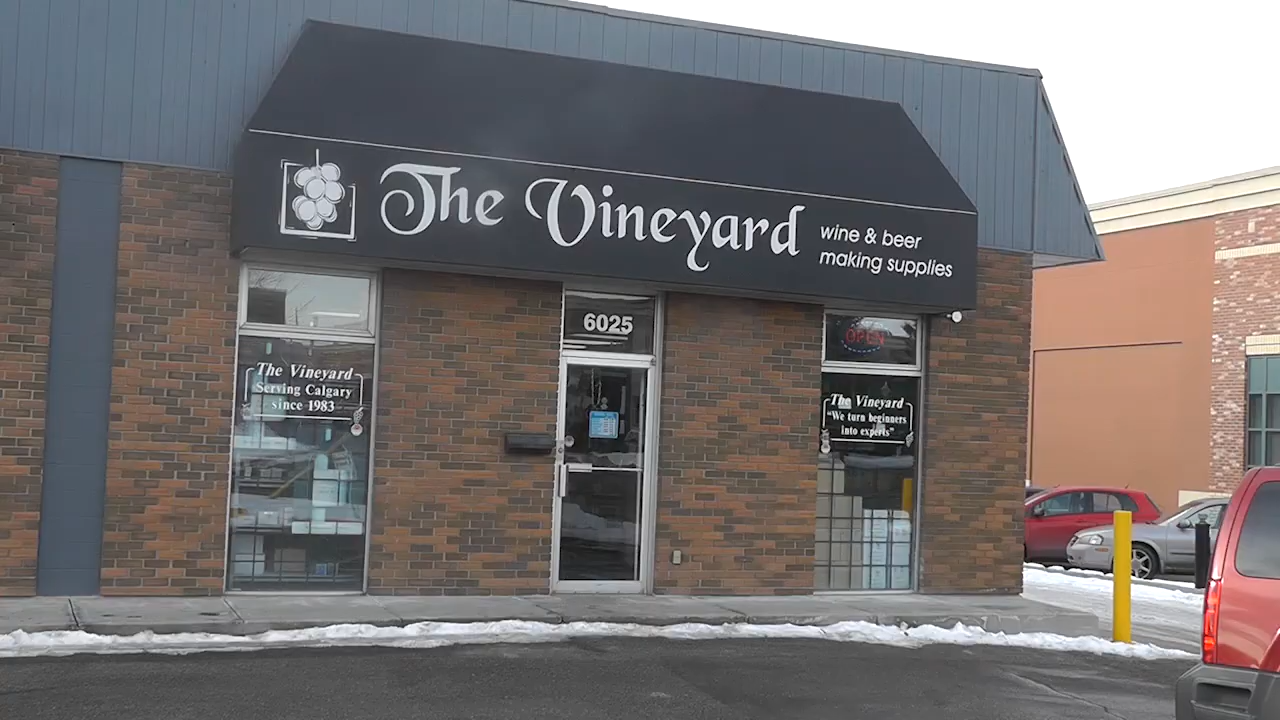 The Vineyard
wine & beer
making supplies
6025
OPEN
The Vineyard
Serving Calgary
since 1983
The Vineyard
"We turn beginners
into experts"